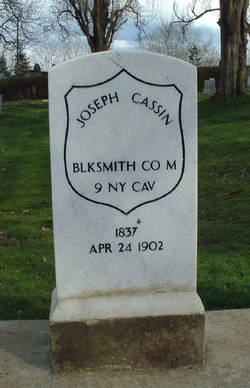 JOSEPH CASSIN
BLKSMITH CO M
9 NY CAV
1837
APR 24 1902